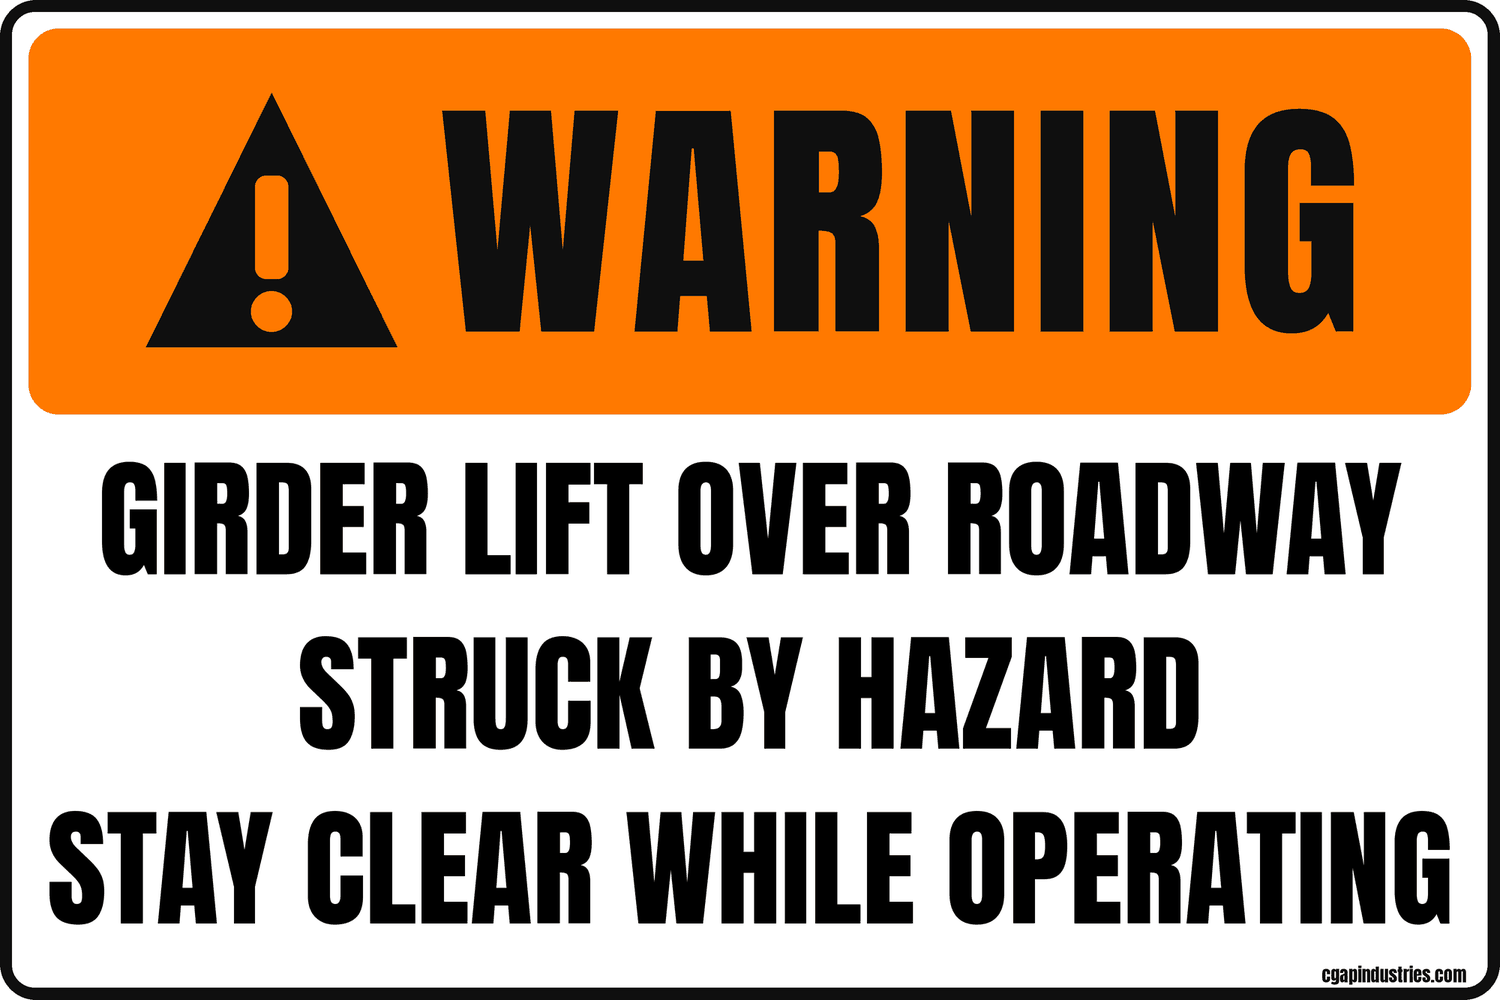 WARNING
GIRDER LIFT OVER ROADWAY
STRUCK BY HAZARD
STAY CLEAR WHILE OPERATING
cgapindustries.com